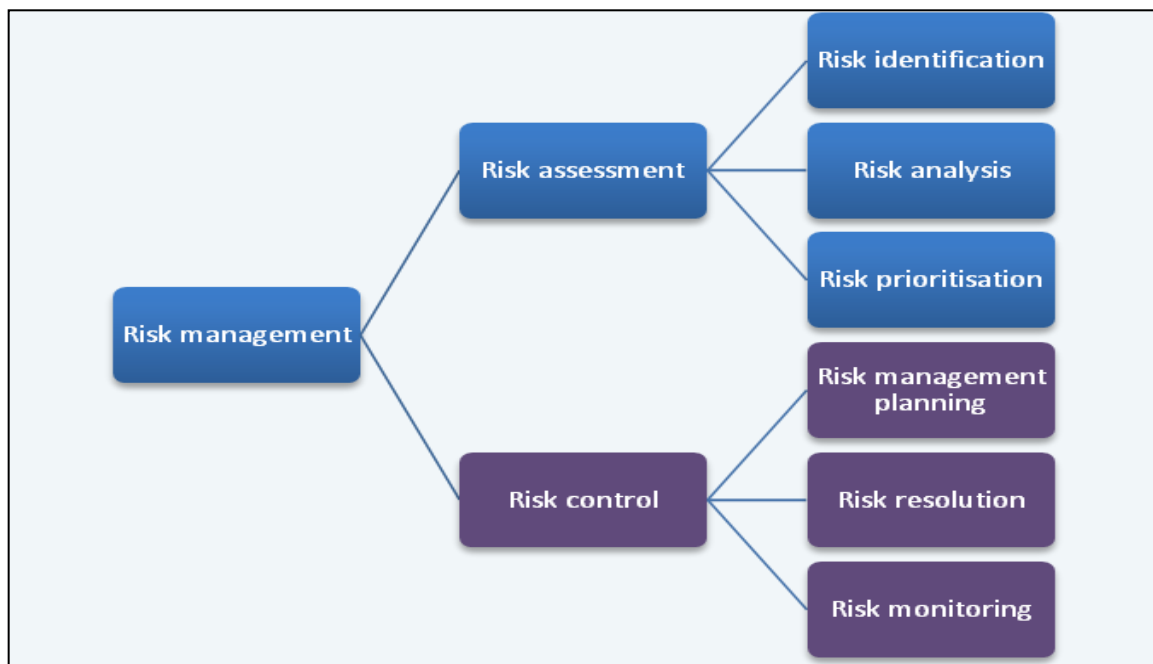 Risk identification
Risk assessment
Risk analysis
Risk prioritisation
Risk management
Risk management
planning
Risk control
Risk resolution
Risk monitoring